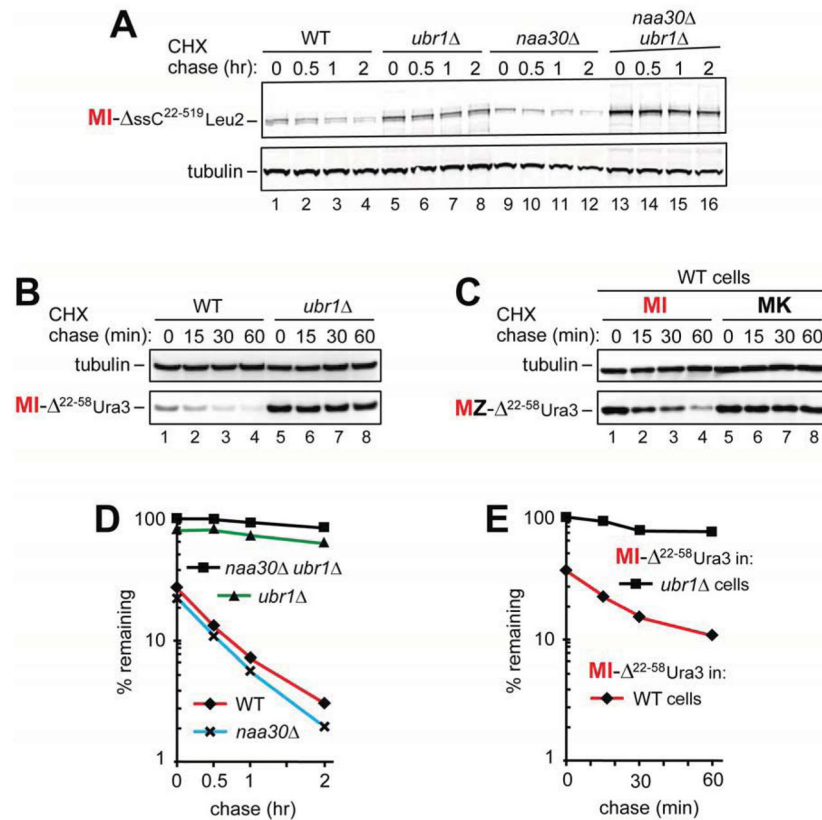 A
WT ubr1Δ naa30Δ naa30Δ ubr1Δ
CHX chase (hr): 0 0.5 1 2 0 0.5 1 2 0 0.5 1 2 0 0.5 1 2
MI-ΔssC22-519Leu2
tubulin
1 2 3 4 5 6 7 8 9 10 11 12 13 14 15 16
B
WT ubr1Δ
CHX chase (min): 0 15 30 60 0 15 30 60
tubulin
MI-Δ22-58Ura3
1 2 3 4 5 6 7 8
C
WT cells
MI MK
CHX chase (min): 0 15 30 60 0 15 30 60
tubulin
MZ-Δ22-58Ura3
1 2 3 4 5 6 7 8
D
% remaining
100
10
1
naa30Δ ubr1Δ
ubr1Δ
WT
naa30Δ
0 0.5 1 2
chase (hr)
E
% remaining
100
10
1
MI-Δ22-58Ura3 in:
ubr1Δ cells
MI-Δ22-58Ura3 in:
WT cells
0 30 60
chase (min)